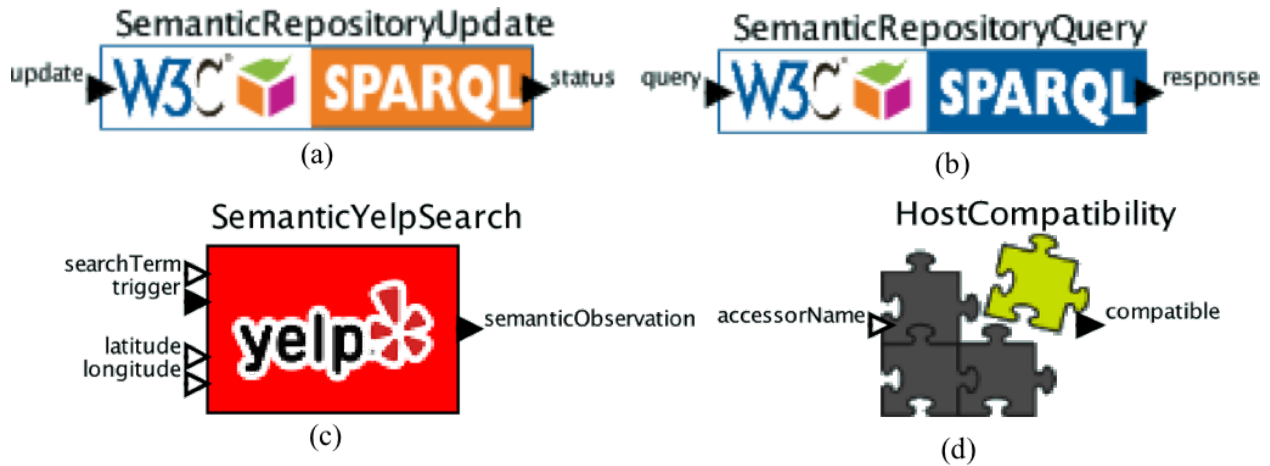 SemanticRepositoryUpdate
update
W3C®
SPARQL
status
(a)
SemanticRepositoryQuery
query
W3C®
SPARQL
response
(b)
SemanticYelpSearch
searchTerm
trigger
latitude
longitude
yelp
semanticObservation
(c)
HostCompatibility
accessorName
compatible
(d)